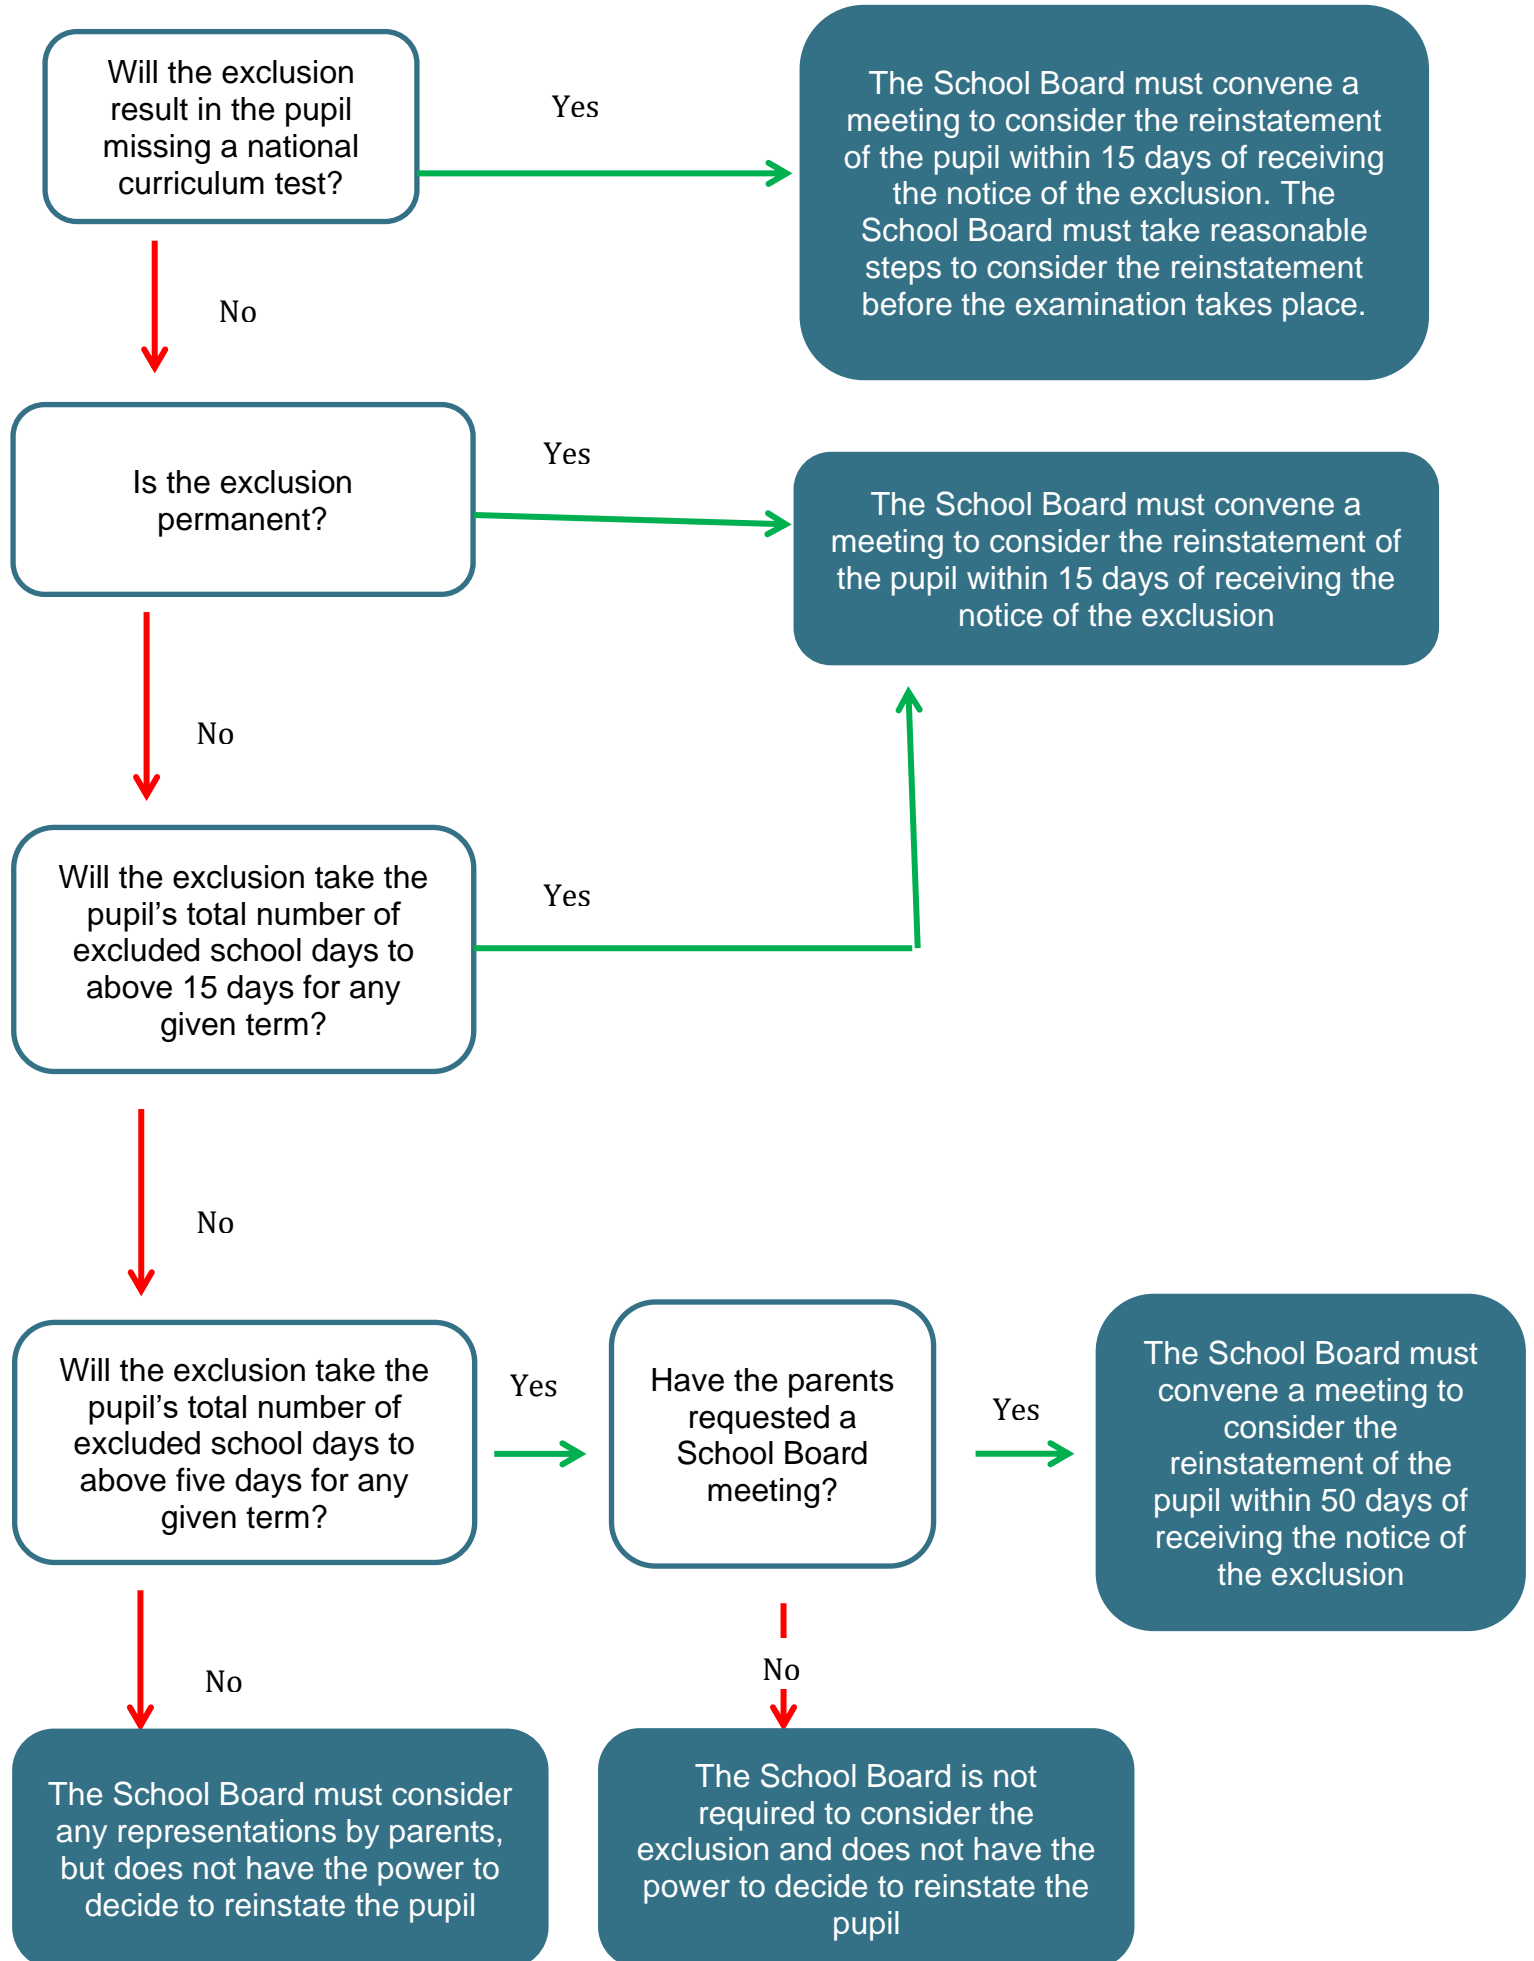 Will the exclusion
result in the pupil
missing a national
curriculum test?
Yes
The School Board must convene a
meeting to consider the reinstatement
of the pupil within 15 days of receiving
the notice of the exclusion. The
School Board must take reasonable
steps to consider the reinstatement
before the examination takes place.
No
Is the exclusion
permanent?
Yes
The School Board must convene a
meeting to consider the reinstatement of
the pupil within 15 days of receiving the
notice of the exclusion
No
Will the exclusion take the
pupil’s total number of
excluded school days to
above 15 days for any
given term?
Yes
No
Will the exclusion take the
pupil’s total number of
excluded school days to
above five days for any
given term?
Yes
Have the parents
requested a
School Board
meeting?
Yes
The School Board must
convene a meeting to
consider the
reinstatement of the
pupil within 50 days of
receiving the notice of
the exclusion
No
No
The School Board must consider
any representations by parents,
but does not have the power to
decide to reinstate the pupil
The School Board is not
required to consider the
exclusion and does not have the
power to decide to reinstate the
pupil